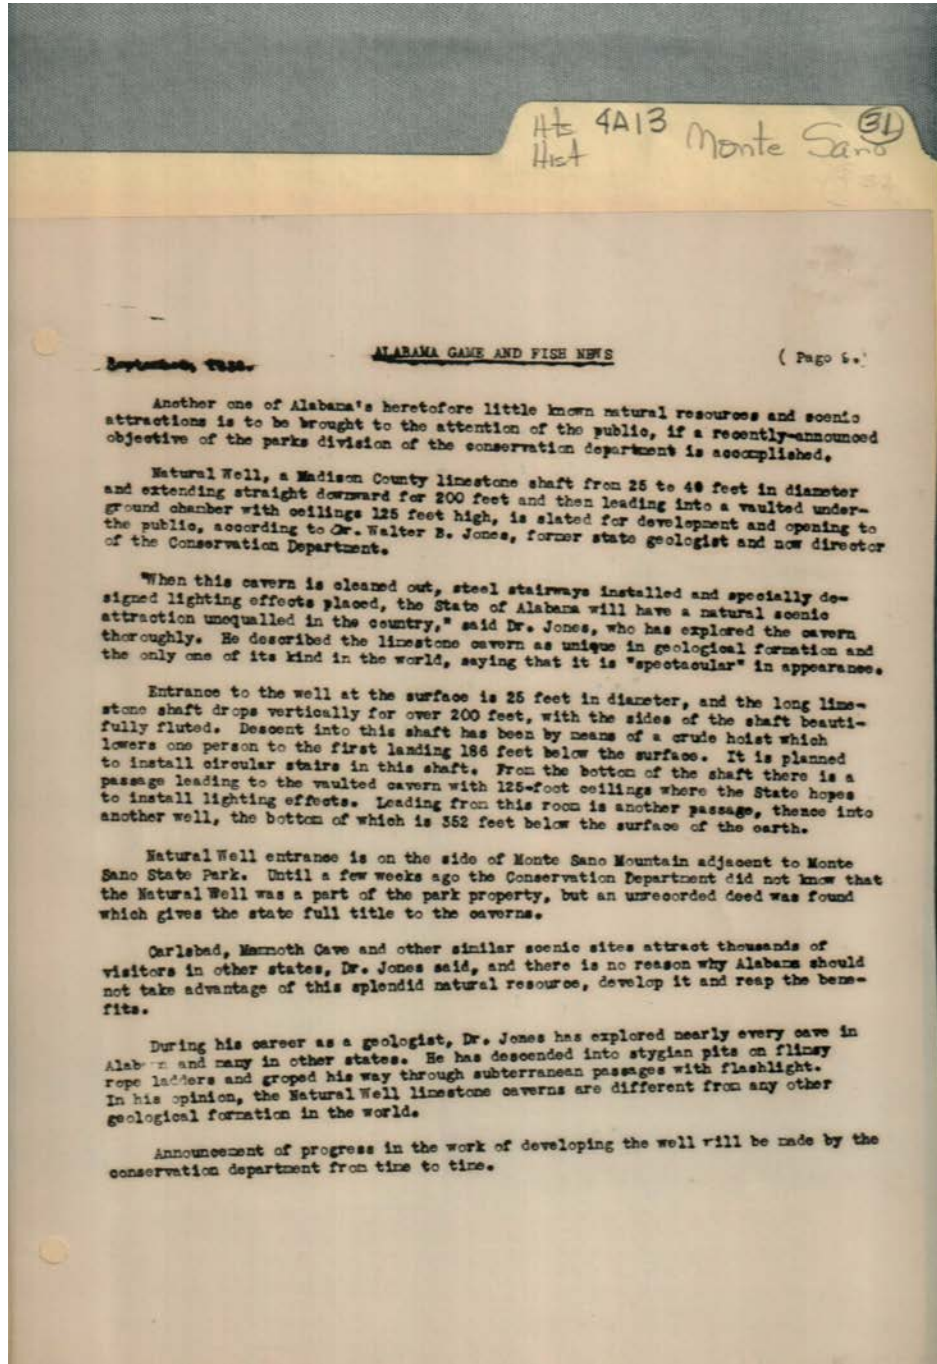 Hts 4A13 Monte Sano 31
Hist
ALABAMA GAME AND FISH NEWS ( Page
Another one of Alabama's heretofore little known natural resources and scenic
attractions is to be brought to the attention of the public, if a recently-announced
objective of the parks division of the conservation department is accomplished.
Natural Well, a Madison County limestone shaft from 25 to 40 feet in diameter
and extending straight downward for 200 feet and then leading into a vaulted under-
ground chamber with ceilings 125 feet high, is slated for development and opening to
the public, according to Dr. Walter B. Jones, former state geologist and now director
of the Conservation Department.
"When this cavern is cleaned out, steel stairways installed and specially de-
signed lighting effects placed, the State of Alabama will have a natural scenic
attraction unequalled in the country," said Dr. Jones, who has explored the cavern
thoroughly. He described the limestone cavern as unique in geological formation and
the only one of its kind in the world, saying that it is "spectacular" in appearance.
Entrance to the well at the surface is 25 feet in diameter, and the long lime-
stone shaft drops vertically for over 200 feet, with the sides of the shaft beauti-
fully fluted. Descent into this shaft has been by means of a crude hoist which
lowers one person to the first landing 186 feet below the surface. It is planned
to install circular stairs in this shaft. From the bottom of the shaft there is a
passage leading to the vaulted cavern with 125-foot ceilings where the State hopes
to install lighting effects. Leading from this room is another passage, thence into
another well, the bottom of which is 352 feet below the surface of the earth.
Natural Well entrance is on the side of Monte Sano Mountain adjacent to Monte
Sano State Park. Until a few weeks ago the Conservation Department did not know that
the Natural Well was a part of the park property, but an unrecorded deed was found
which gives the state full title to the caverns.
Carlsbad, Mammoth Cave and other similar scenic sites attract thousands of
visitors in other states, Dr. Jones said, and there is no reason why Alabama should
not take advantage of this splendid natural resource, develop it and reap the bene-
fits.
During his career as a geologist, Dr. Jones has explored nearly every cave in
and many in other states. He has descended into stygian pits on flimsy
rope ladders and groped his way through subterranean passages with flashlight.
In his opinion, the Natural Well limestone caverns are different from any other
geological formation in the world.
Announcement of progress in the work of developing the well will be made by the
conservation department from time to time.